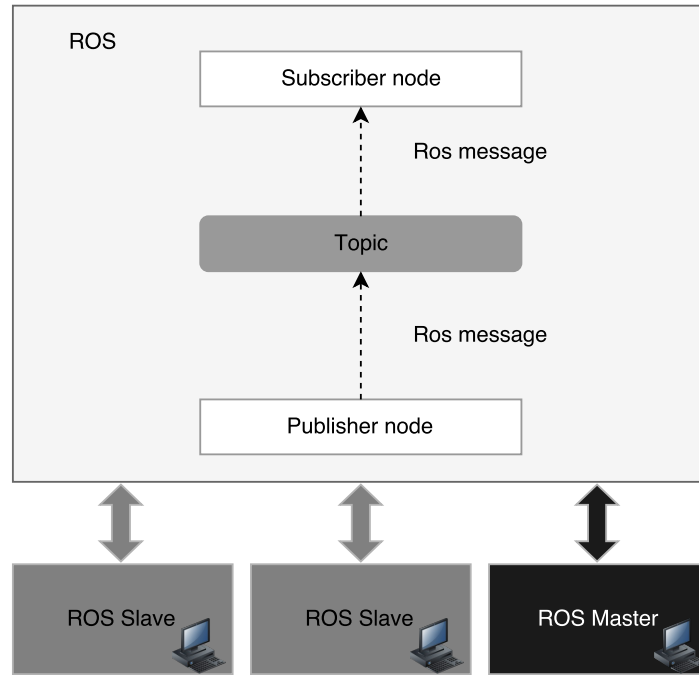 ROS
Subscriber node
Ros message
Topic
Ros message
Publisher node
ROS Slave
ROS Slave
ROS Master